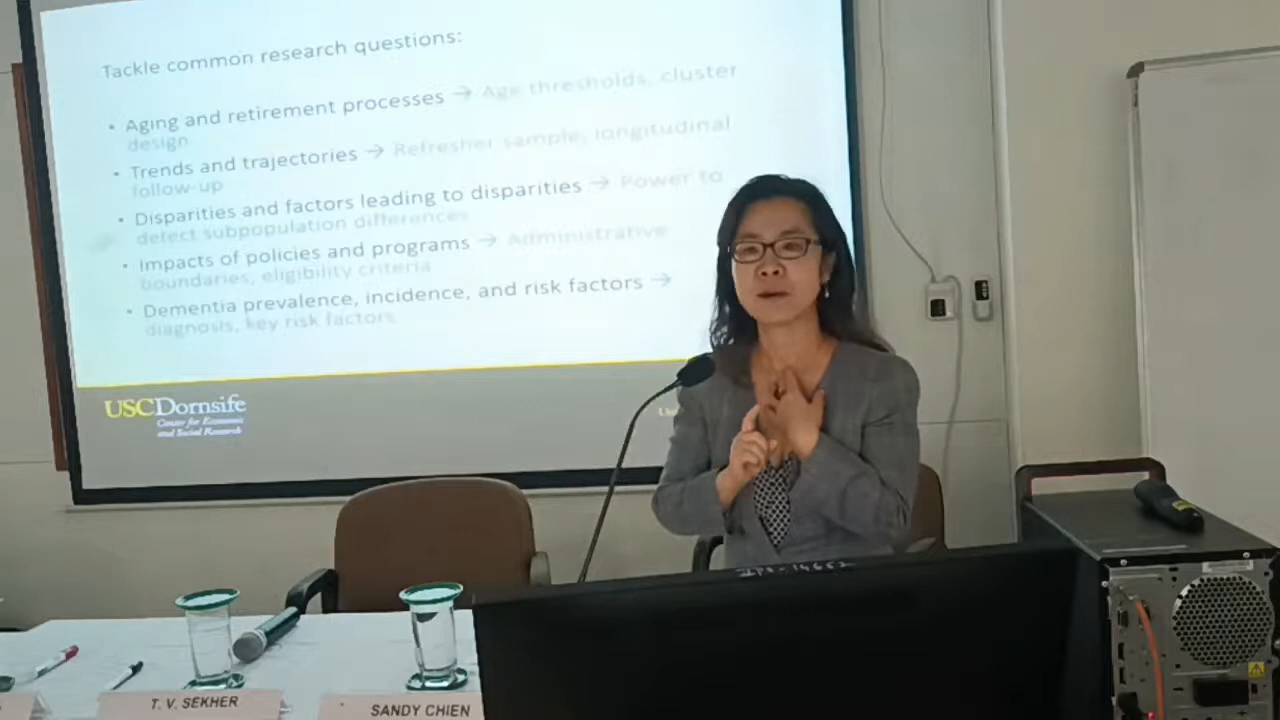 Tackle common research questions:
• Aging and retirement processes → Age thresholds, cluster
design
• Trends and trajectories → Refresher sample, longitudinal
follow-up
• Disparities and factors leading to disparities → Power to
detect subpopulation differences
• Impacts of policies and programs → Administrative
boundaries, eligibility criteria
• Dementia prevalence, incidence, and risk factors →
diagnosis, key risk factors
USCDornsife
Center for Economic
and Social Research
T. V. SEKHER
SANDY CHIEN